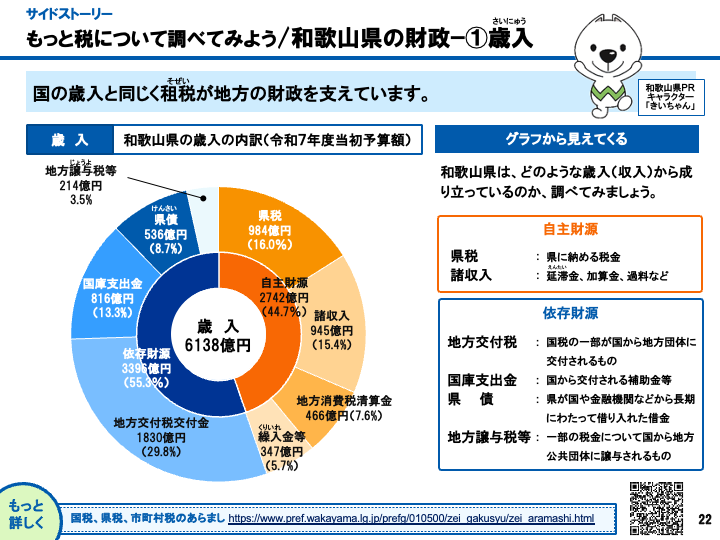 サイドストーリー
さいにゅう
もっと税について調べてみよう/和歌山県の財政−①歳入
そぜい
国の歳入と同じく租税が地方の財政を支えています。
和歌山県PR
キャラクター
「きいちゃん」
歳 入 和歌山県の歳入の内訳（令和7年度当初予算額）
じょうよ
地方譲与税等
214億円
3.5%
けんさい
県債
536億円
（8.7%）
県税
984億円
（16.0%）
国庫支出金
816億円
（13.3%）
自主財源
2742億円
（44.7%）
諸収入
945億円
（15.4%）
歳 入
6138億円
依存財源
3396億円
（55.3%）
地方消費税清算金
466億円（7.6%）
地方交付税交付金
1830億円
（29.8%）
くりいれ
繰入金等
347億円
（5.7%）
グラフから見えてくる
和歌山県は、どのような歳入（収入）から成
り立っているのか、調べてみましょう。
自主財源
県税 ： 県に納める税金
えんたい
諸収入 ： 延滞金、加算金、過料など
依存財源
地方交付税 ： 国税の一部が国から地方団体に
交付されるもの
国庫支出金 ： 国から交付される補助金等
県 債 ： 県が国や金融機関などから長期
にわたって借り入れた借金
地方譲与税等 ： 一部の税金について国から地方
公共団体に譲与されるもの
もっと
詳しく
国税、県税、市町村税のあらまし https://www.pref.wakayama.lg.jp/prefg/010500/zei_gakusyu/zei_aramashi.html
22